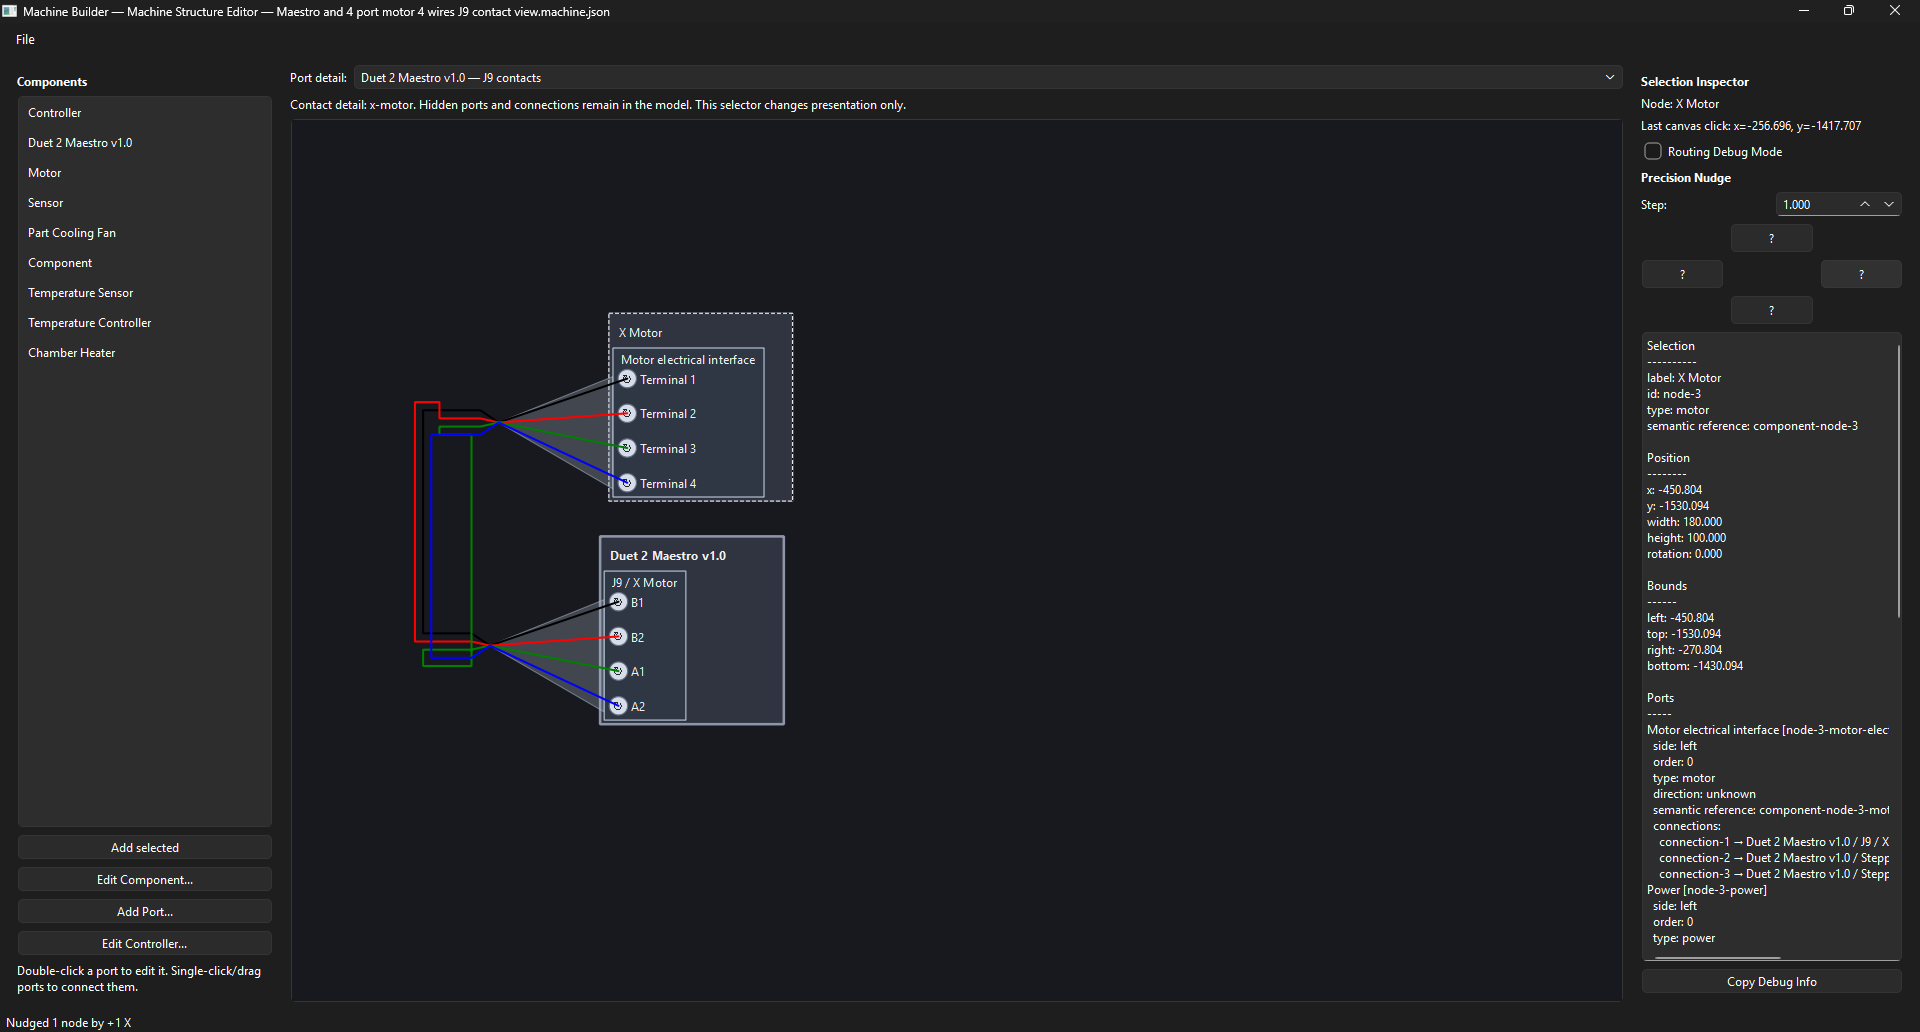 Machine Builder — Machine Structure Editor — Maestro and 4 port motor 4 wires J9 contact view.machine.json
File
Components
Controller
Duet 2 Maestro v1.0
Motor
Sensor
Part Cooling Fan
Component
Temperature Sensor
Temperature Controller
Chamber Heater
Add selected
Edit Component...
Add Port...
Edit Controller...
Double-click a port to edit it. Single-click/drag
ports to connect them.
Nudged 1 node by +1 X
Port detail:
Duet 2 Maestro v1.0 — J9 contacts
Contact detail: x-motor. Hidden ports and connections remain in the model. This selector changes presentation only.
X Motor
Motor electrical interface
Terminal 1
Terminal 2
Terminal 3
Terminal 4
Duet 2 Maestro v1.0
J9 / X Motor
B1
B2
A1
A2
Selection Inspector
Node: X Motor
Last canvas click: x=-256.696, y=-1417.707
Routing Debug Mode
Precision Nudge
Step:
1.000
?
?
?
?
Selection
----------
label: X Motor
id: node-3
type: motor
semantic reference: component-node-3
Position
--------
x: -450.804
y: -1530.094
width: 180.000
height: 100.000
rotation: 0.000
Bounds
------
left: -450.804
top: -1530.094
right: -270.804
bottom: -1430.094
Ports
-----
Motor electrical interface [node-3-motor-elec
side: left
order: 0
type: motor
direction: unknown
semantic reference: component-node-3-mot
connections:
connection-1 → Duet 2 Maestro v1.0 / J9 / X
connection-2 → Duet 2 Maestro v1.0 / Stepp
connection-3 → Duet 2 Maestro v1.0 / Stepp
Power [node-3-power]
side: left
order: 0
type: power
Copy Debug Info